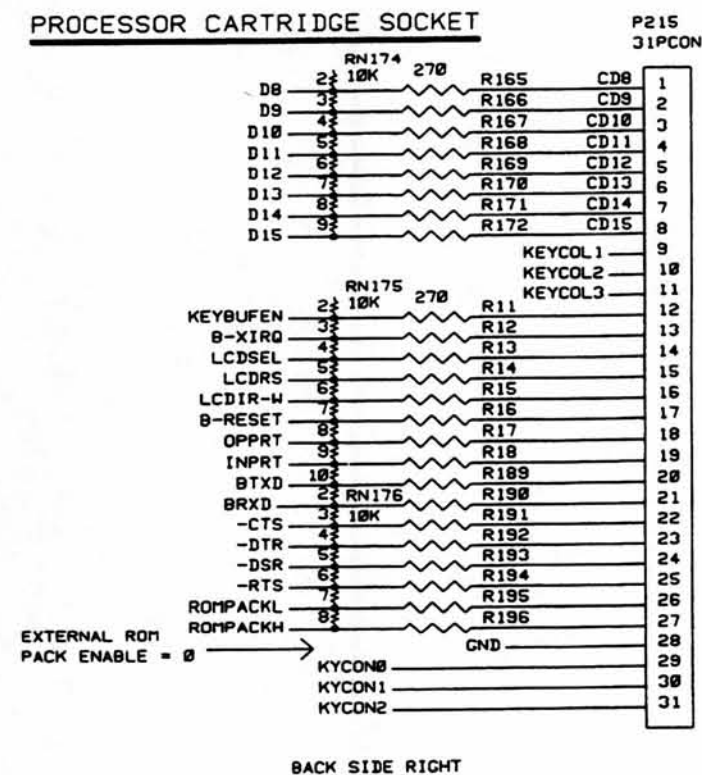 PROCESSOR CARTRIDGE SOCKET
P215
31PCON
RN174
10K 270
D8 2 R165 CD8 1
D9 3 R166 CD9 2
D10 4 R167 CD10 3
D11 5 R168 CD11 4
D12 6 R169 CD12 5
D13 7 R170 CD13 6
D14 8 R171 CD14 7
D15 9 R172 CD15 8
KEYCOL1 9
KEYCOL2 10
KEYCOL3 11
RN175
10K 270
KEYBUFEN 2 R11 12
B-XIRQ 3 R12 13
LCDSEL 4 R13 14
LCDRS 5 R14 15
LCDIR-W 6 R15 16
B-RESET 7 R16 17
OPPRT 8 R17 18
INPRT 9 R18 19
BTXD 10 R189 20
BRXD 2 RN176 R190 21
-CTS 3 10K R191 22
-DTR 4 R192 23
-DSR 5 R193 24
-RTS 6 R194 25
ROMPACKL 7 R195 26
ROMPACKH 8 R196 27
EXTERNAL ROM
PACK ENABLE = 0
GND 28
KYCON0 29
KYCON1 30
KYCON2 31
BACK SIDE RIGHT